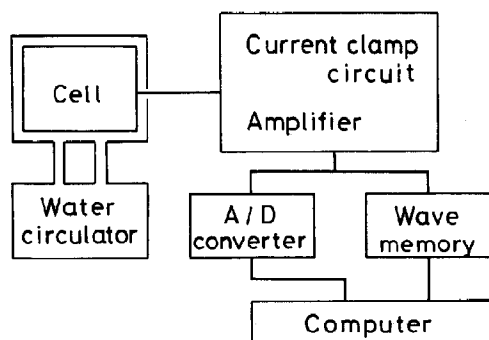 Current clamp
circuit
Amplifier
Cell
Water
circulator
A/D
converter
Wave
memory
Computer